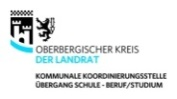 OBERBERGISCHER KREIS
DER LANDRAT
KOMMUNALE KOORDINIERUNGSSTELLE
ÜBERGANG SCHULE - BERUF/STUDIUM